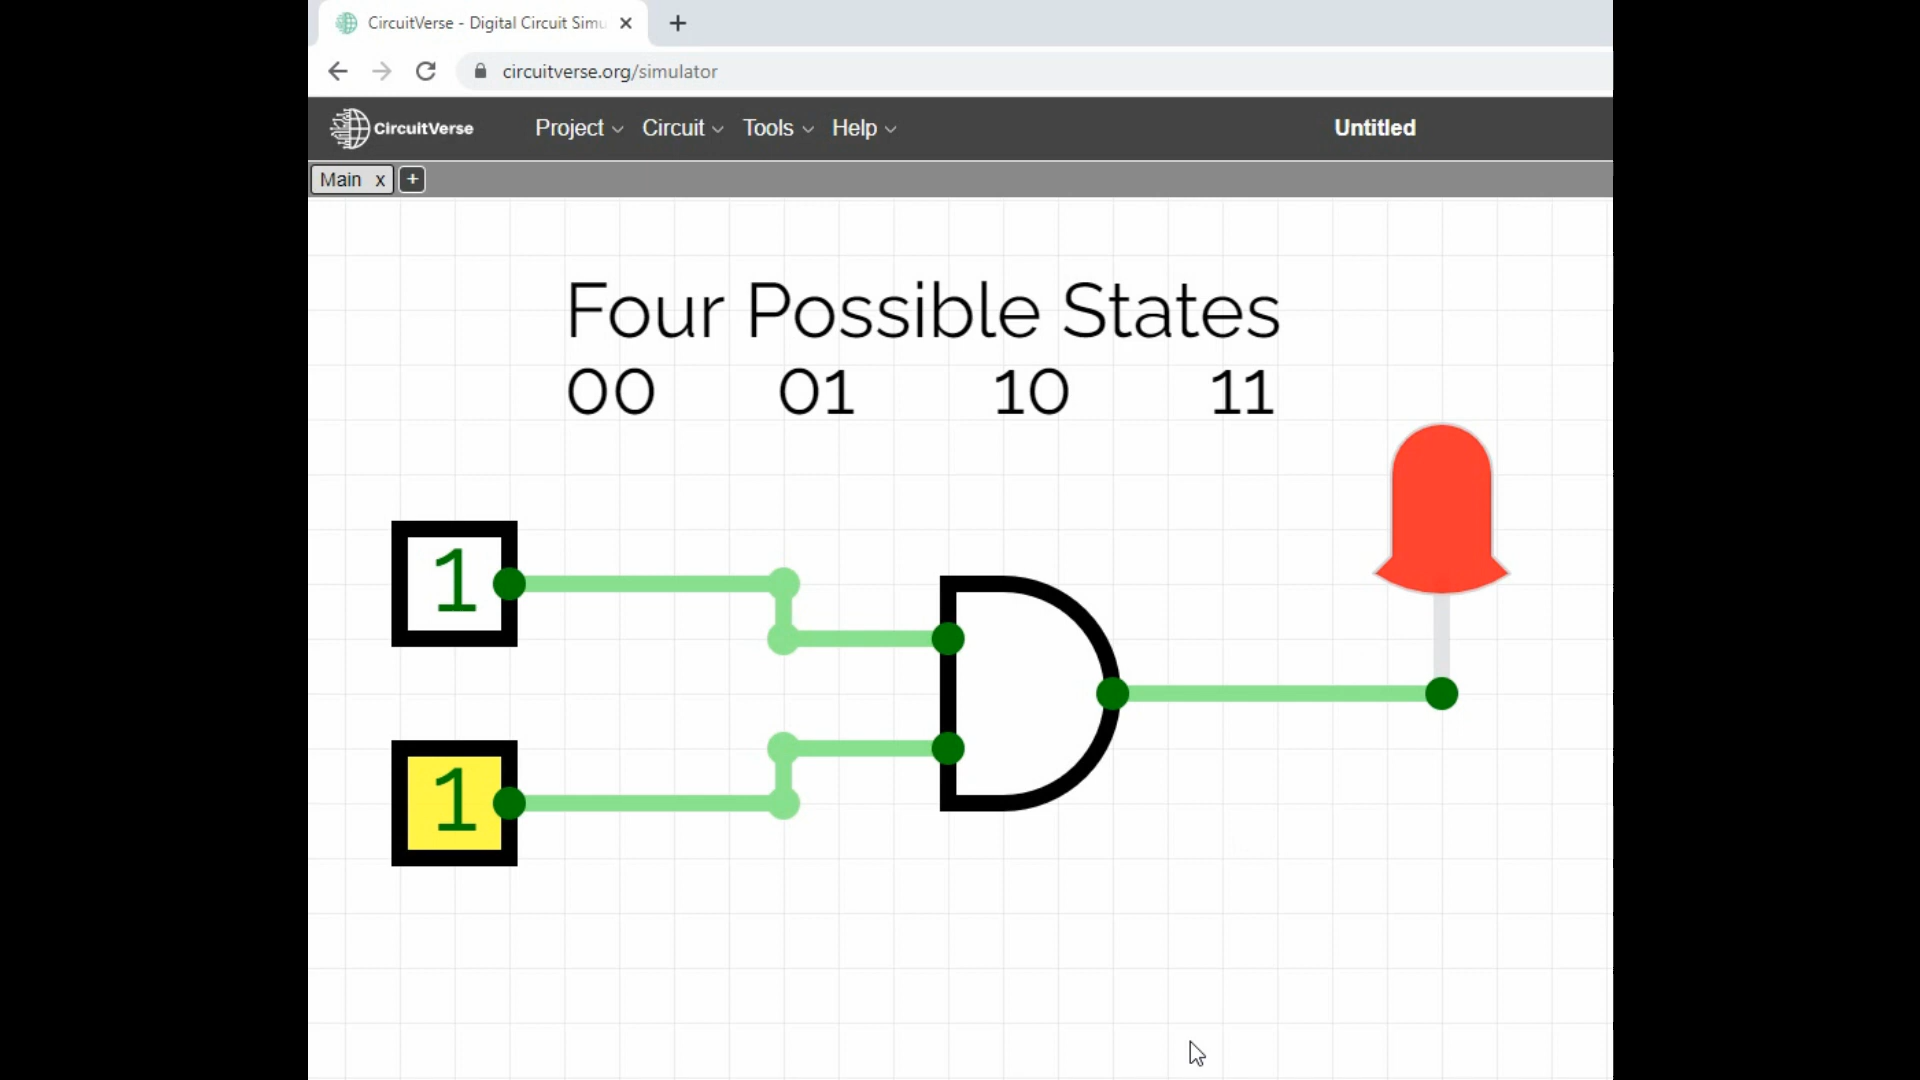 CircuitVerse - Digital Circuit Simu
circuitverse.org/simulator
CircuitVerse Project Circuit Tools Help Untitled
Main x +
Four Possible States
00 01 10 11
1
1